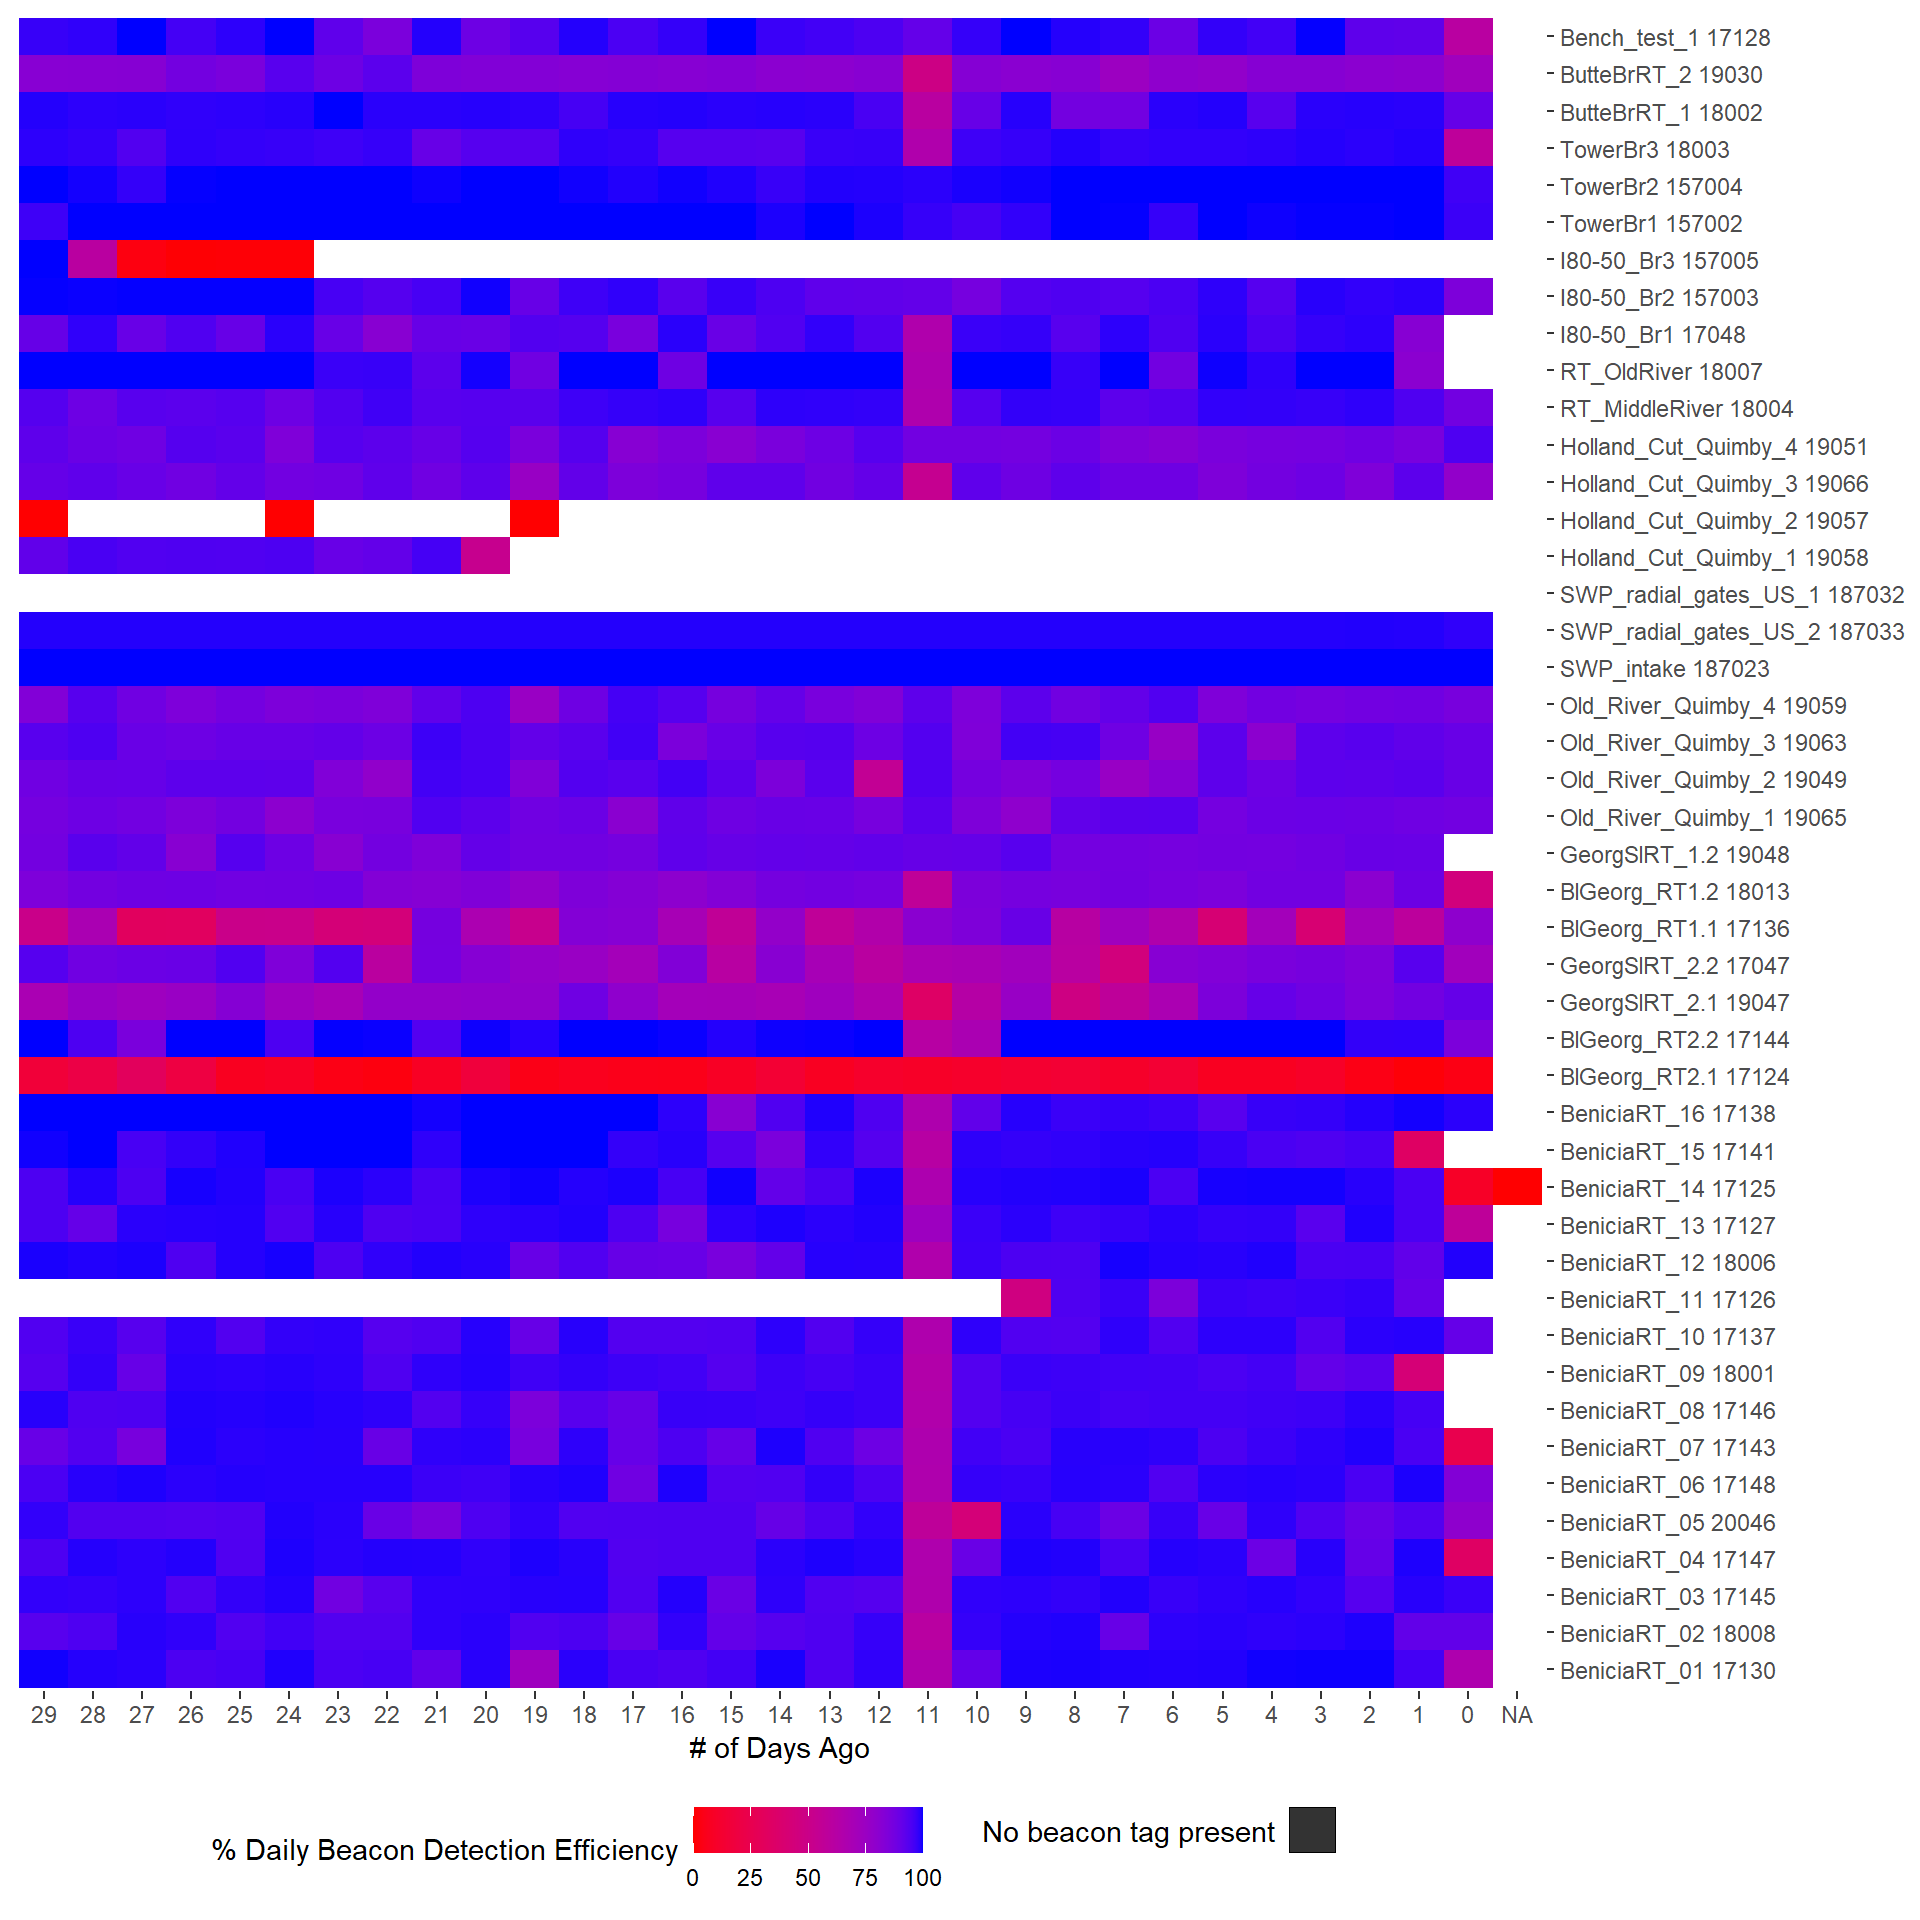 Bench_test_1 17128
ButteBrRT_2 19030
ButteBrRT_1 18002
TowerBr3 18003
TowerBr2 157004
TowerBr1 157002
I80-50_Br3 157005
I80-50_Br2 157003
I80-50_Br1 17048
RT_OldRiver 18007
RT_MiddleRiver 18004
Holland_Cut_Quimby_4 19051
Holland_Cut_Quimby_3 19066
Holland_Cut_Quimby_2 19057
Holland_Cut_Quimby_1 19058
SWP_radial_gates_US_1 187032
SWP_radial_gates_US_2 187033
SWP_intake 187023
Old_River_Quimby_4 19059
Old_River_Quimby_3 19063
Old_River_Quimby_2 19049
Old_River_Quimby_1 19065
GeorgSlRT_1.2 19048
BlGeorg_RT1.2 18013
BlGeorg_RT1.1 17136
GeorgSlRT_2.2 17047
GeorgSlRT_2.1 19047
BlGeorg_RT2.2 17144
BlGeorg_RT2.1 17124
BeniciaRT_16 17138
BeniciaRT_15 17141
BeniciaRT_14 17125
BeniciaRT_13 17127
BeniciaRT_12 18006
BeniciaRT_11 17126
BeniciaRT_10 17137
BeniciaRT_09 18001
BeniciaRT_08 17146
BeniciaRT_07 17143
BeniciaRT_06 17148
BeniciaRT_05 20046
BeniciaRT_04 17147
BeniciaRT_03 17145
BeniciaRT_02 18008
BeniciaRT_01 17130
29 28 27 26 25 24 23 22 21 20 19 18 17 16 15 14 13 12 11 10 9 8 7 6 5 4 3 2 1 0 NA
# of Days Ago
% Daily Beacon Detection Efficiency
0 25 50 75 100
No beacon tag present